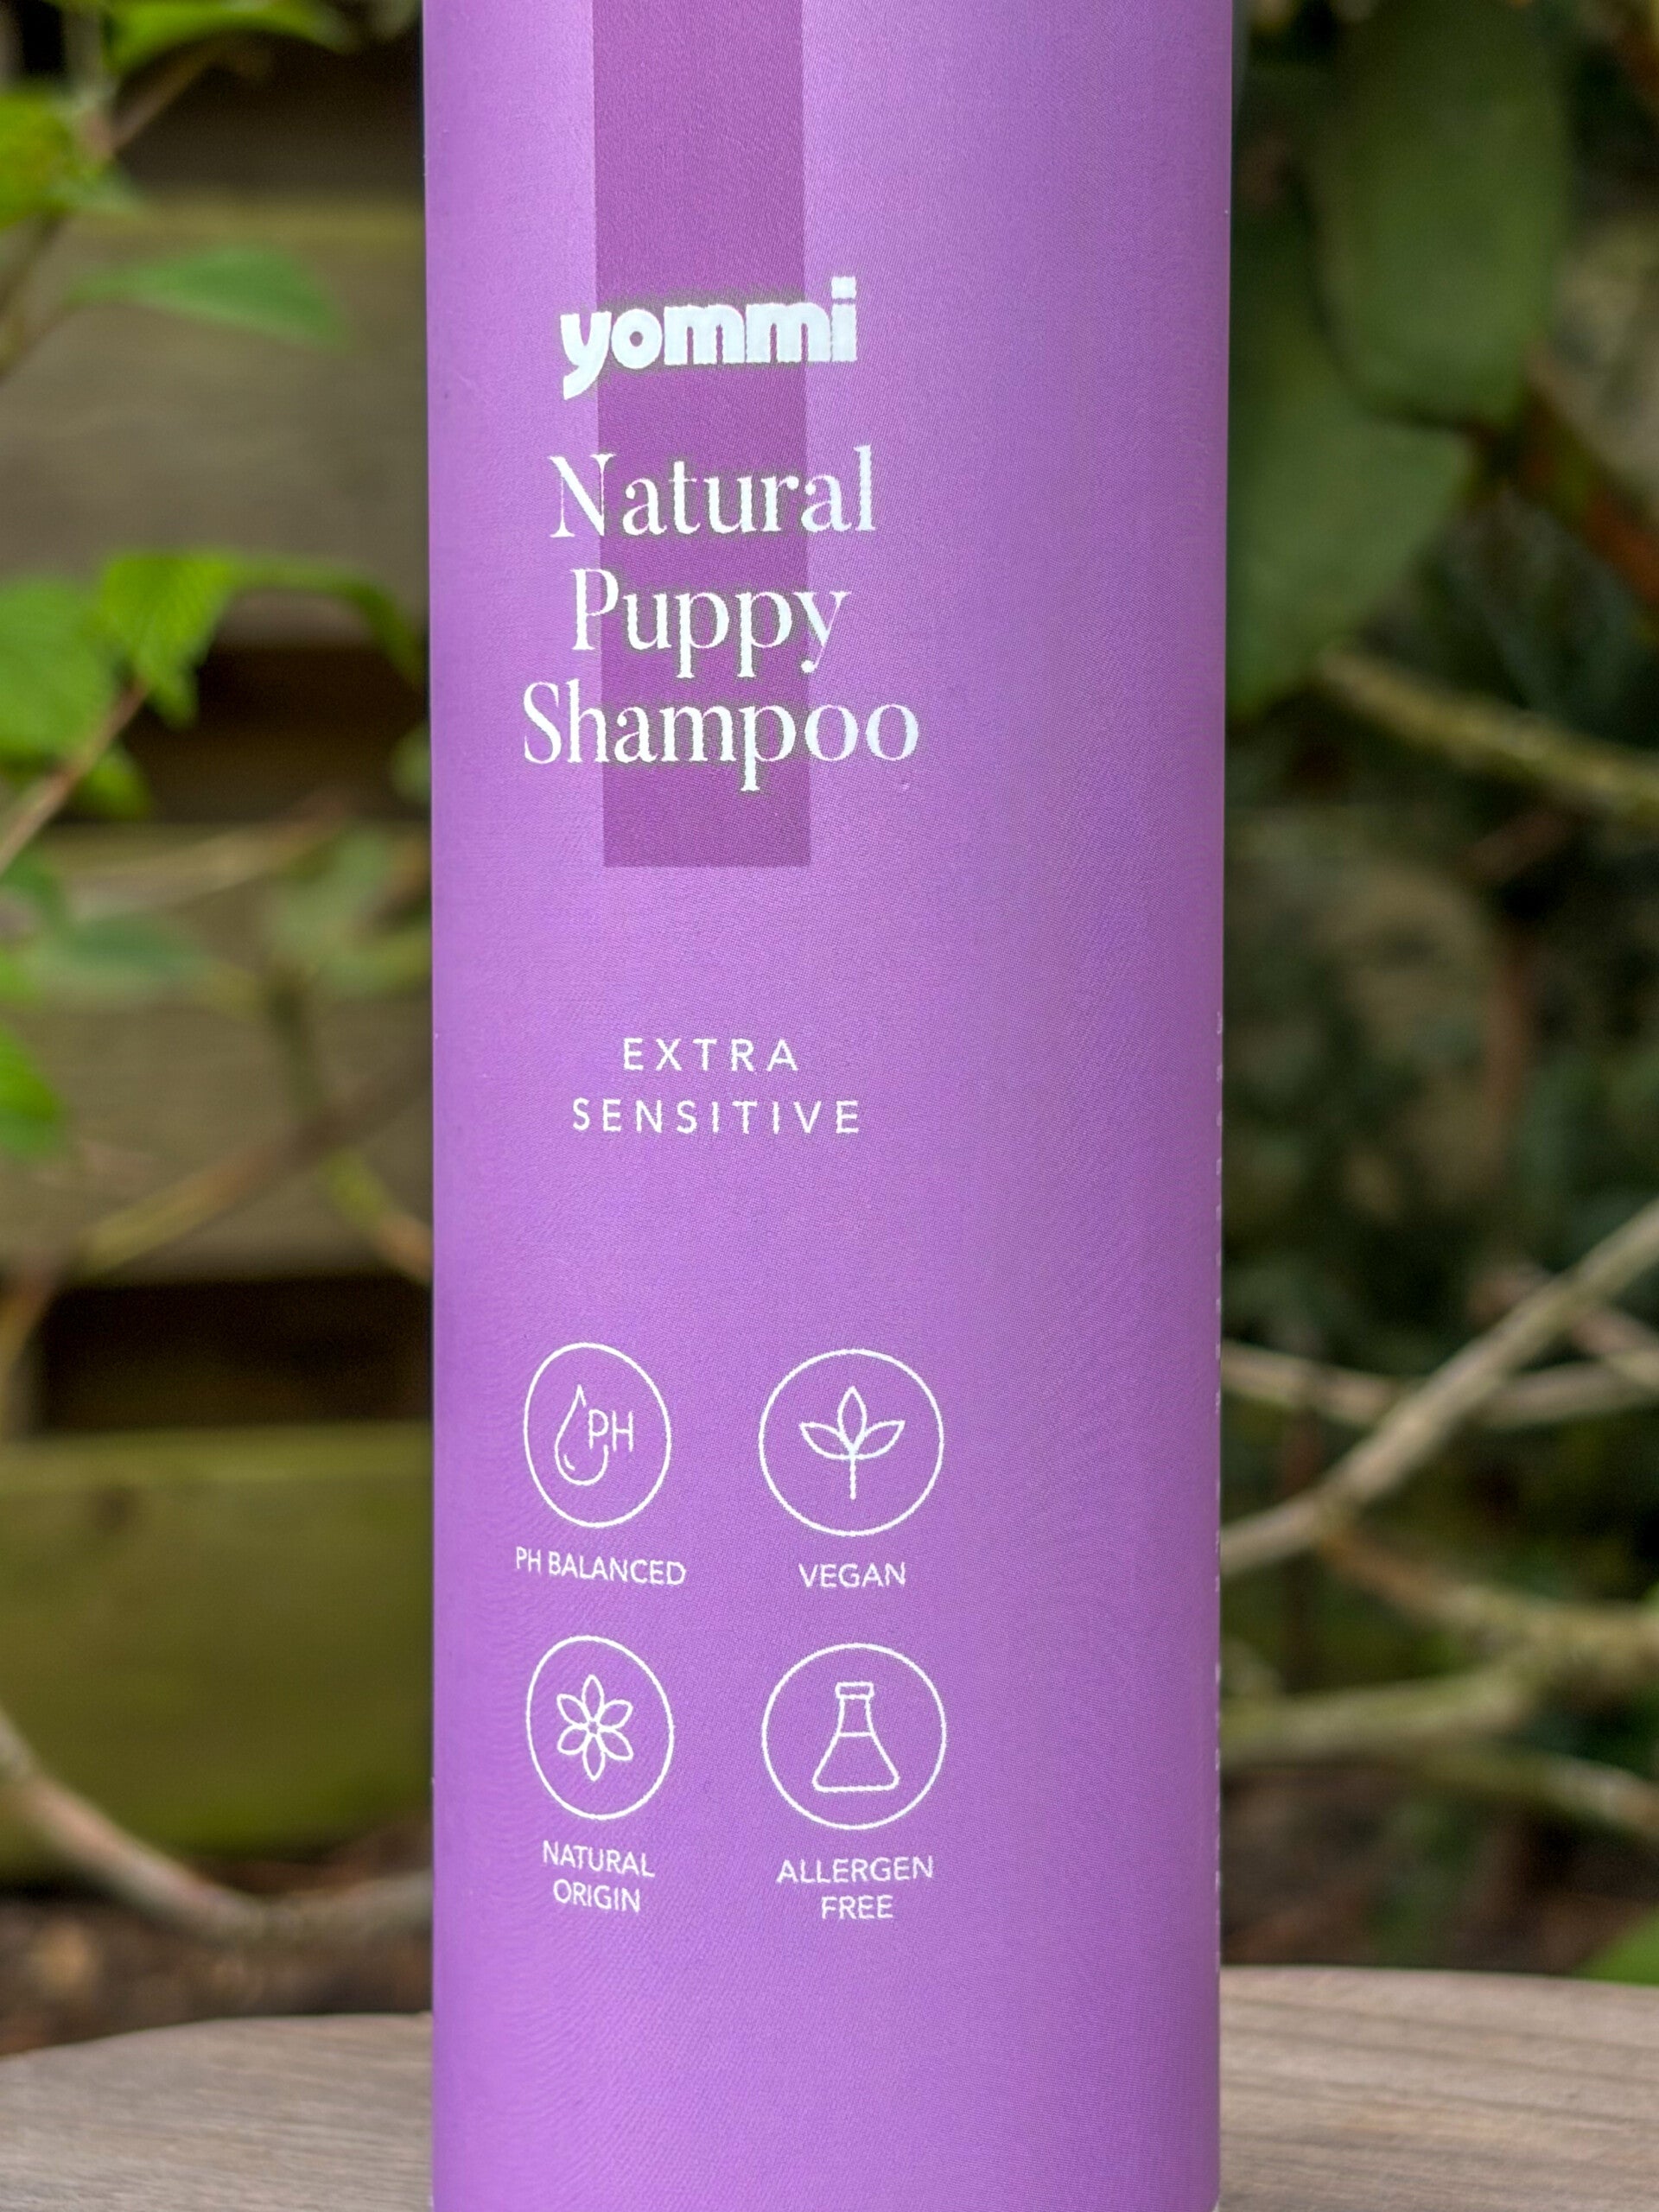 yommi
Natural
Puppy
Shampoo
EXTRA
SENSITIVE
PH
PH BALANCED
VEGAN
NATURAL
ORIGIN
ALLERGEN
FREE